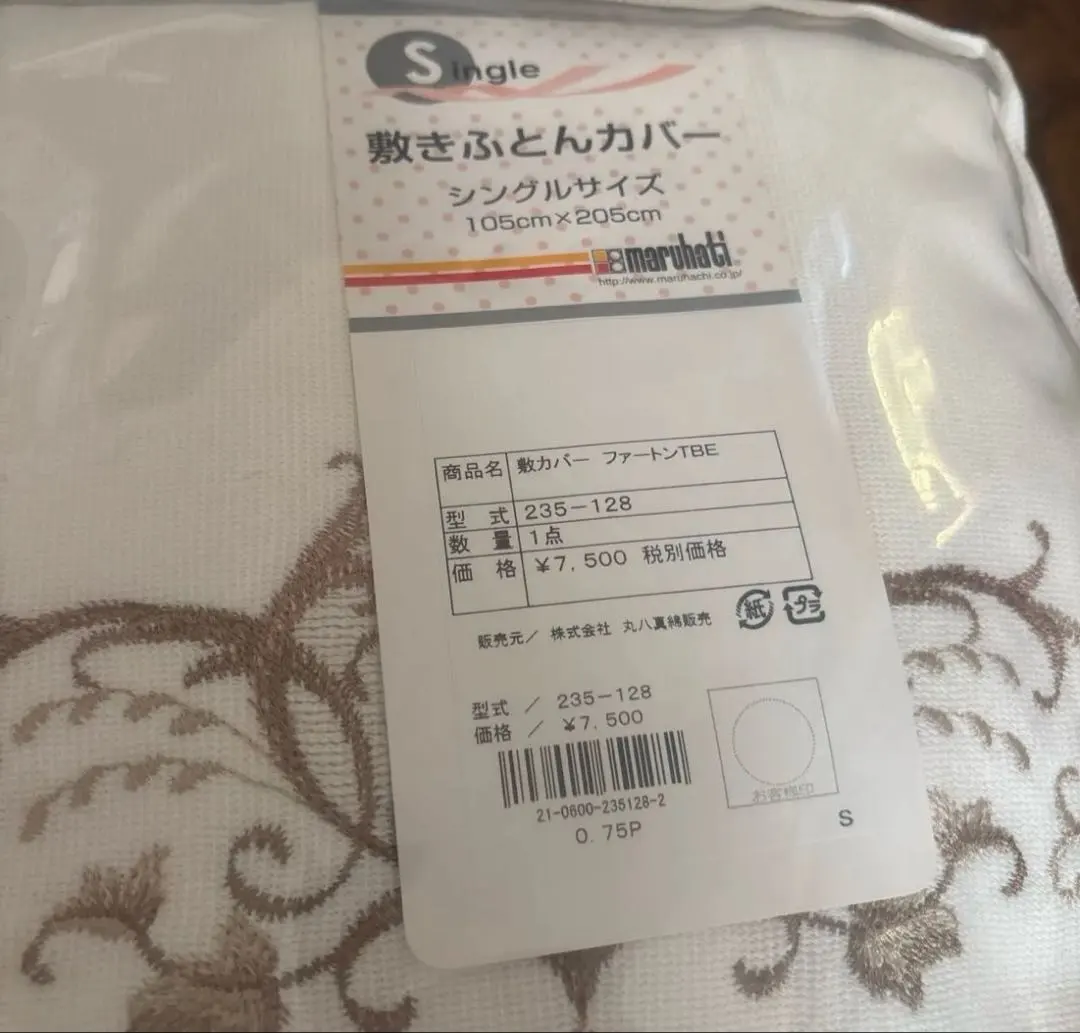 Single
敷きふとんカバー
シングルサイズ
105cm×205cm
maruhati
http://www.maruhachi.co.jp/
商品名 敷カバー ファートンTBE
型 式 235-128
数 量 1点
価 格 ¥7,500 税別価格
販売元/ 株式会社 丸八真綿販売
紙 プラ
型式 / 235-128
価格 / ¥7,500
21-0600-235128-2
0.75P
お客様印
S